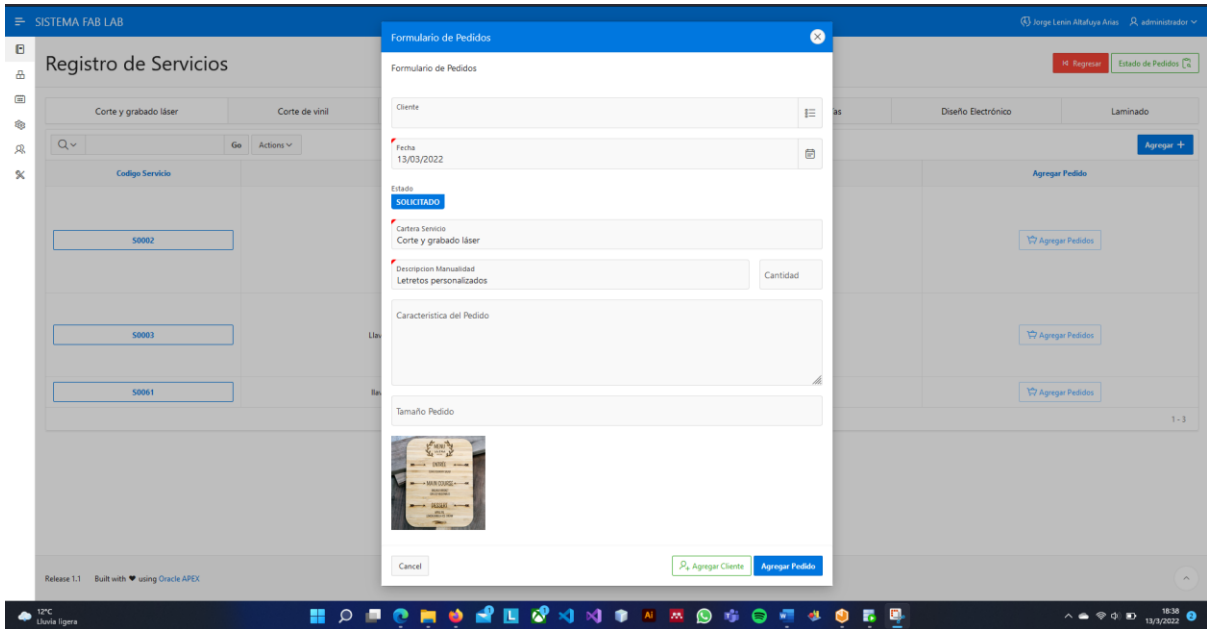 SISTEMA FAB LAB
Jorge Lenin Altafuya Arias administrador
Registro de Servicios
Regresar Estado de Pedidos
Corte y grabado láser Corte de vinil Diseño Electrónico Laminado
Go Actions Agregar
Codigo Servicio Agregar Pedido
S0002 Agregar Pedidos
S0003 Agregar Pedidos
S0061 Agregar Pedidos
1 - 3
Formulario de Pedidos
Formulario de Pedidos
Cliente
Fecha
13/03/2022
Estado
SOLICITADO
Cartera Servicio
Corte y grabado láser
Descripcion Manualidad
Letretos personalizados
Cantidad
Caracteristica del Pedido
Tamaño Pedido
MENU
MAIN COURSE
DESSERT
Cancel Agregar Cliente Agregar Pedido
Release 1.1 Built with ♥ using Oracle APEX
12°C
Lluvia ligera
18:38
13/3/2022